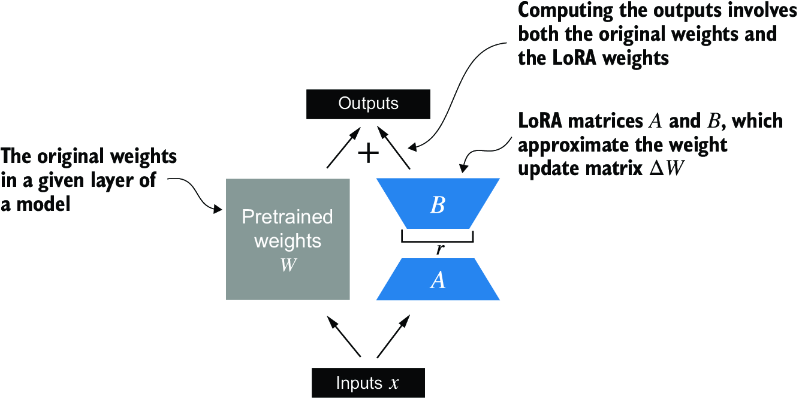 Computing the outputs involves
both the original weights and
the LoRA weights
Outputs
LoRA matrices A and B, which
approximate the weight
update matrix ΔW
+
The original weights
in a given layer of
a model
Pretrained
weights
W
B
r
A
Inputs x